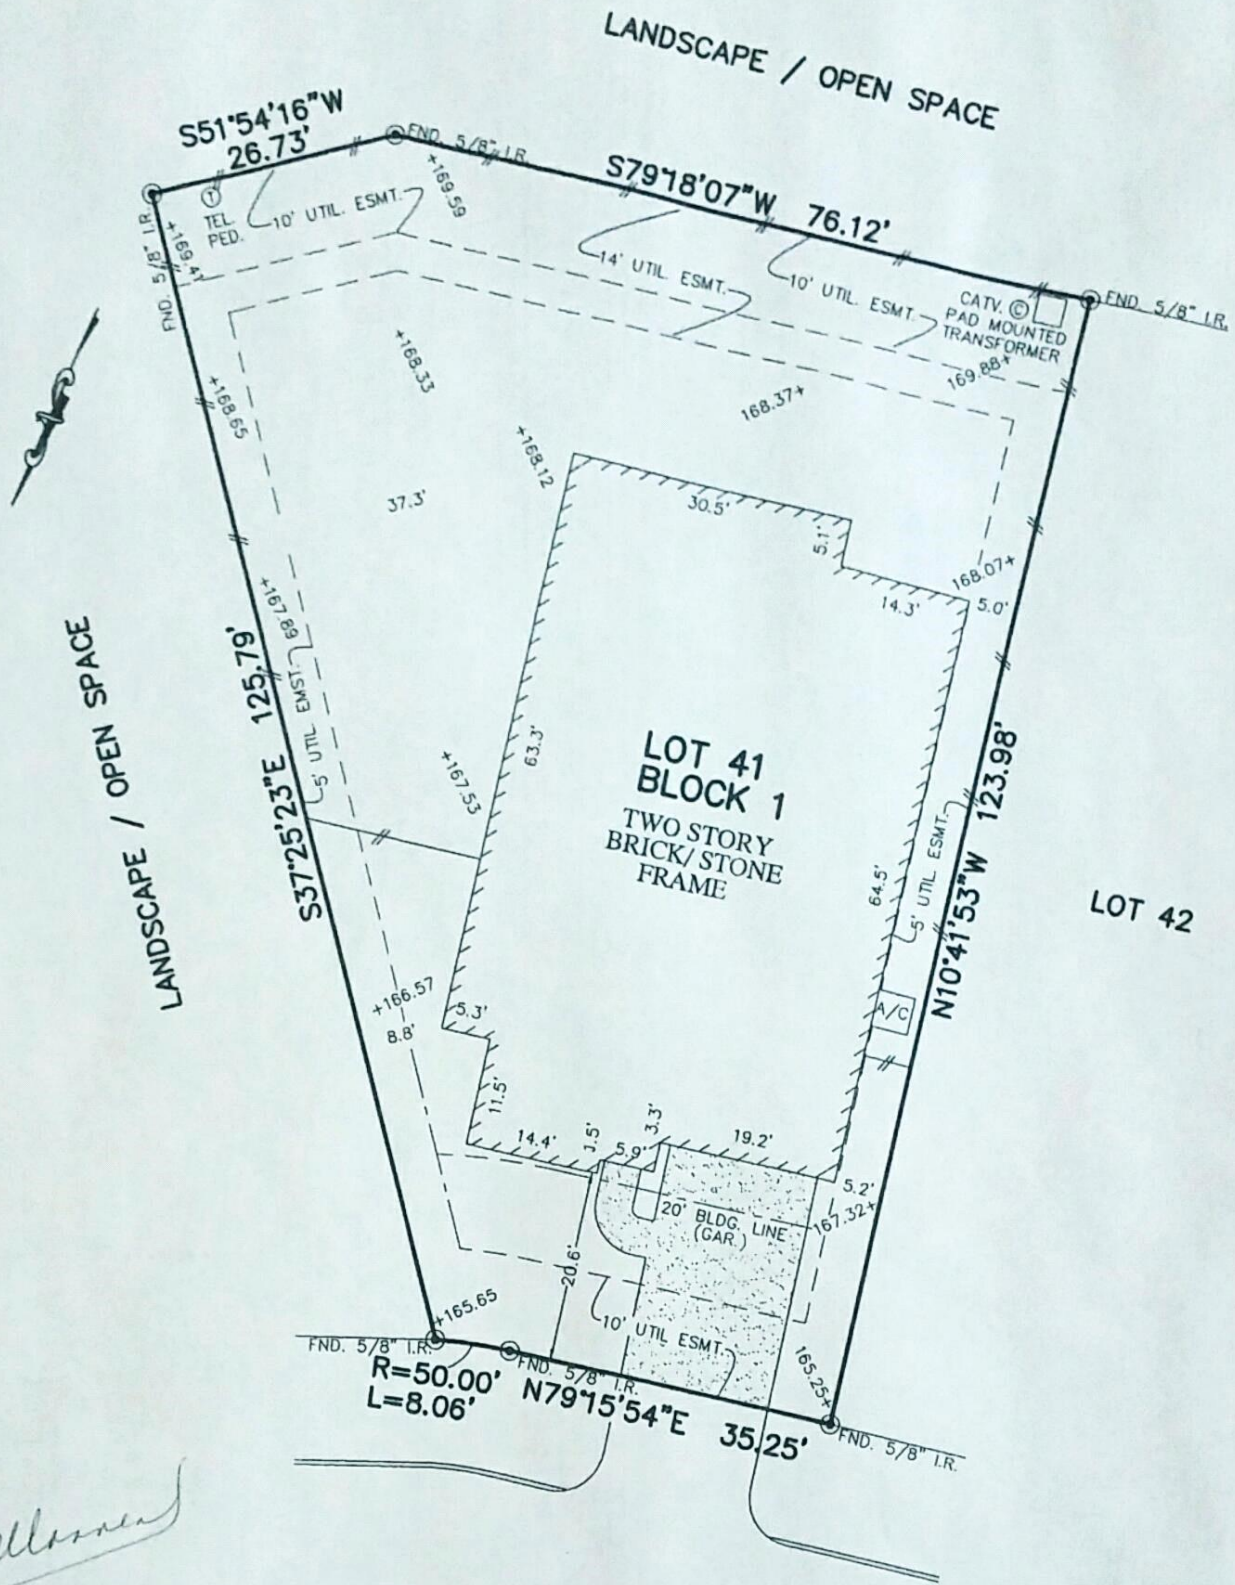 LANDSCAPE / OPEN SPACE
S51°54'16"W
26.73'
FND. 5/8" I.R.
S79°18'07"W 76.12'
T
TEL.
PED.
10' UTIL. ESMT.
+169.59
+169.41
FND. 5/8" I.R.
14' UTIL ESMT.
10' UTIL. ESMT.
CATV. C
PAD MOUNTED
TRANSFORMER
FND. 5/8" I.R.
169.88+
+168.33
168.37+
+168.65
+168.12
37.3'
30.5'
5.1'
168.07+
14.3'
5.0'
+167.89
5' UTIL EMST.
LANDSCAPE / OPEN SPACE
S37°25'23"E 125.79'
63.3'
+167.53
LOT 41
BLOCK 1
TWO STORY
BRICK/ STONE
FRAME
64.5'
5' UTIL ESMT.
N10°41'53"W 123.98'
LOT 42
+166.57
8.8'
5.3'
A/C
11.5'
14.4'
5.9'
3.3'
19.2'
5.2'
20' BLDG. LINE
(GAR.)
167.32+
20.6'
10' UTIL ESMT.
+165.65
165.25+
FND. 5/8" I.R.
R=50.00'
L=8.06'
FND. 5/8" I.R.
N79°15'54"E 35.25'
FND. 5/8" I.R.